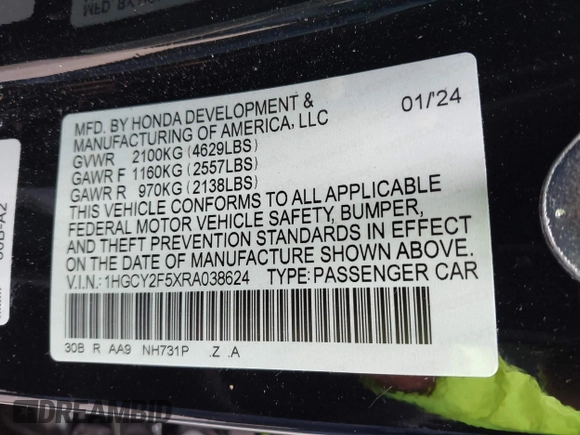 MFD. BY HONDA DEVELOPMENT & 01/'24
MANUFACTURING OF AMERICA, LLC
GVWR 2100KG (4629LBS)
GAWR F 1160KG (2557LBS)
GAWR R 970KG (2138LBS)
THIS VEHICLE CONFORMS TO ALL APPLICABLE
FEDERAL MOTOR VEHICLE SAFETY, BUMPER,
AND THEFT PREVENTION STANDARDS IN EFFECT
ON THE DATE OF MANUFACTURE SHOWN ABOVE.
V.I.N.: 1HGCY2F5XRA038624 TYPE: PASSENGER CAR
30B R AA9 NH731P .Z .A
DREAMBID